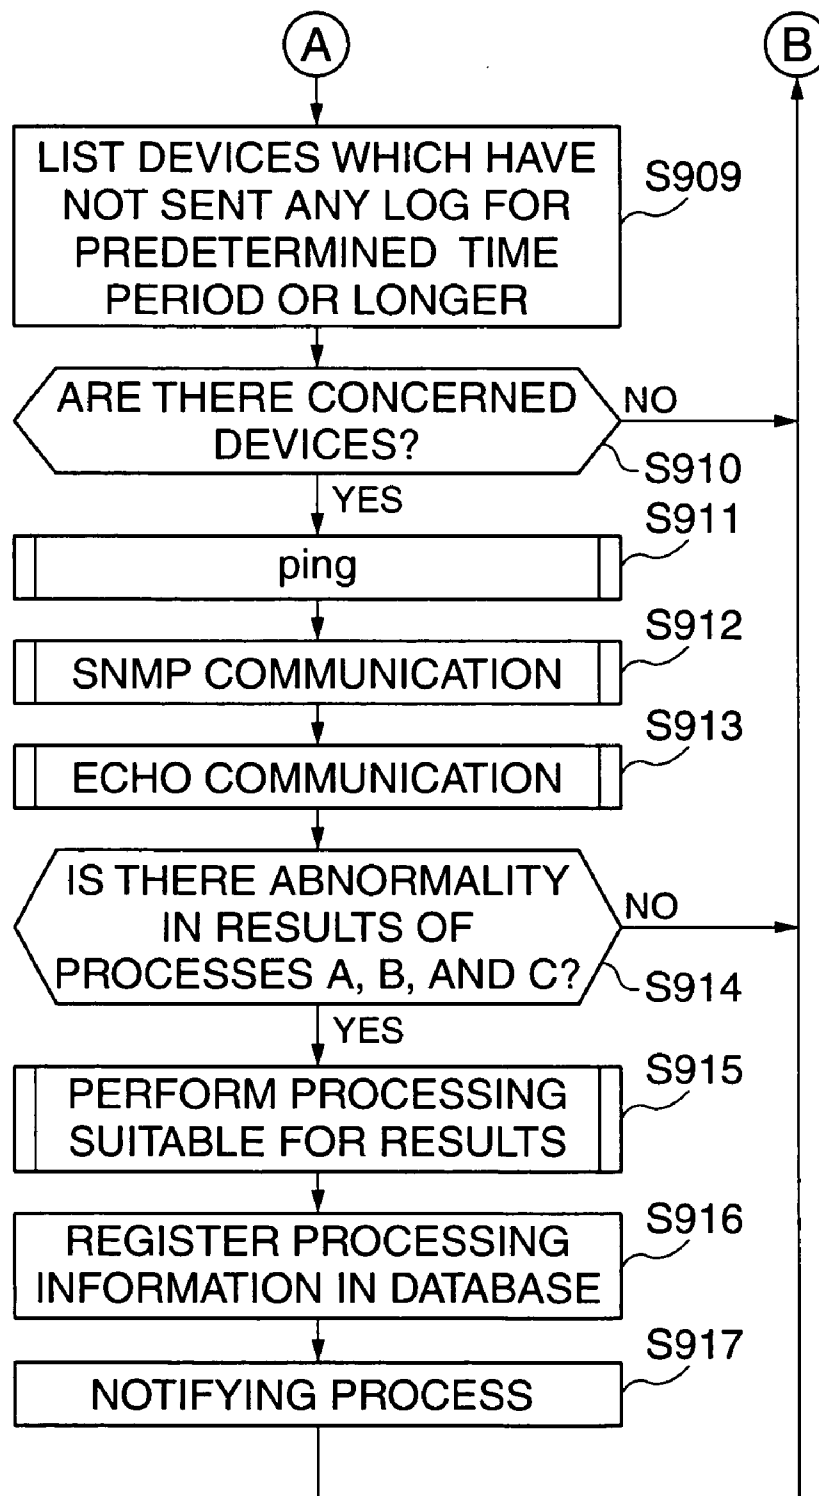 A
B
LIST DEVICES WHICH HAVE
NOT SENT ANY LOG FOR
PREDETERMINED TIME
PERIOD OR LONGER
S909
ARE THERE CONCERNED
DEVICES?
NO
S910
YES
S911
ping
S912
SNMP COMMUNICATION
S913
ECHO COMMUNICATION
IS THERE ABNORMALITY
IN RESULTS OF
PROCESSES A, B, AND C?
NO
S914
YES
S915
PERFORM PROCESSING
SUITABLE FOR RESULTS
S916
REGISTER PROCESSING
INFORMATION IN DATABASE
S917
NOTIFYING PROCESS